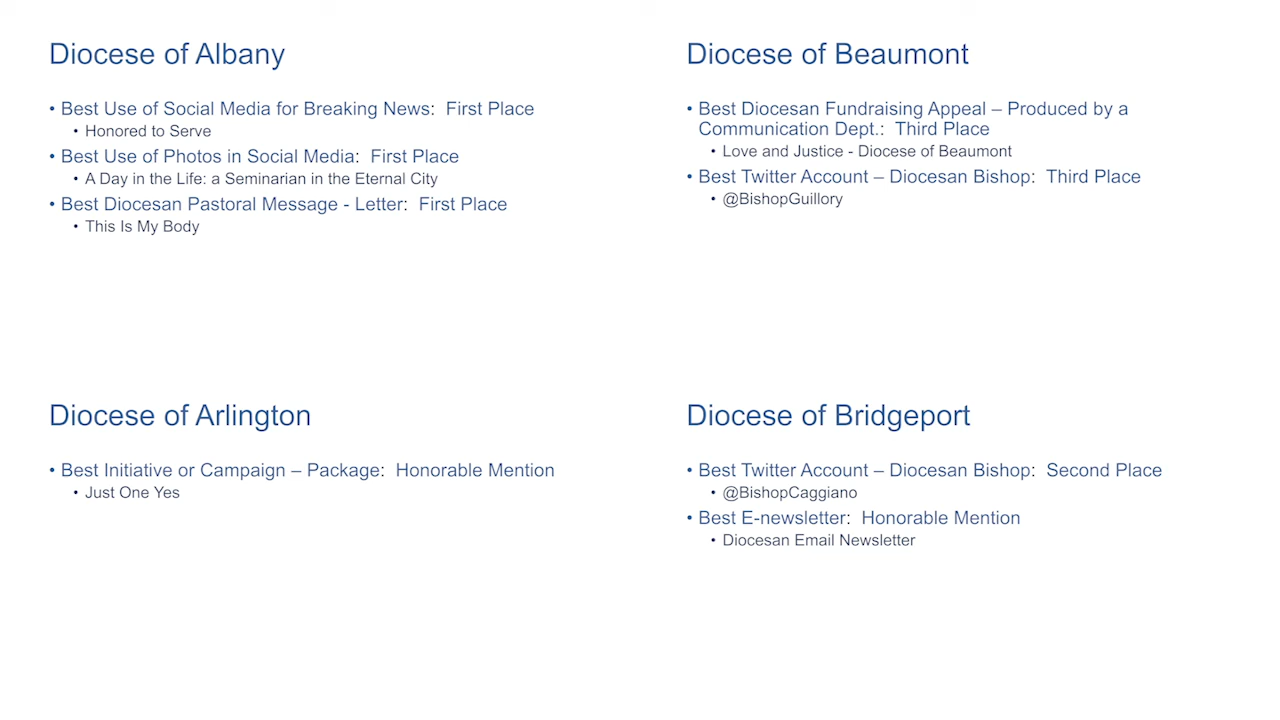 Diocese of Albany
• Best Use of Social Media for Breaking News:  First Place
• Honored to Serve
• Best Use of Photos in Social Media:  First Place
• A Day in the Life: a Seminarian in the Eternal City
• Best Diocesan Pastoral Message - Letter:  First Place
• This Is My Body
Diocese of Beaumont
• Best Diocesan Fundraising Appeal – Produced by a
Communication Dept.:  Third Place
• Love and Justice - Diocese of Beaumont
• Best Twitter Account – Diocesan Bishop:  Third Place
• @BishopGuillory
Diocese of Arlington
• Best Initiative or Campaign – Package:  Honorable Mention
• Just One Yes
Diocese of Bridgeport
• Best Twitter Account – Diocesan Bishop:  Second Place
• @BishopCaggiano
• Best E-newsletter:  Honorable Mention
• Diocesan Email Newsletter